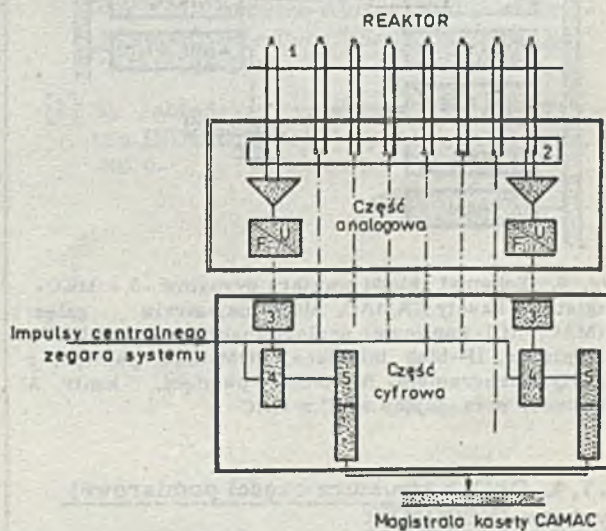 REAKTOR
1
2
Część
analogowa
U
F
U
F
3
3
Impulsy centralnego
zegara systemu
4
5
Część
cyfrowa
4
Magistrala kasety CAMAC